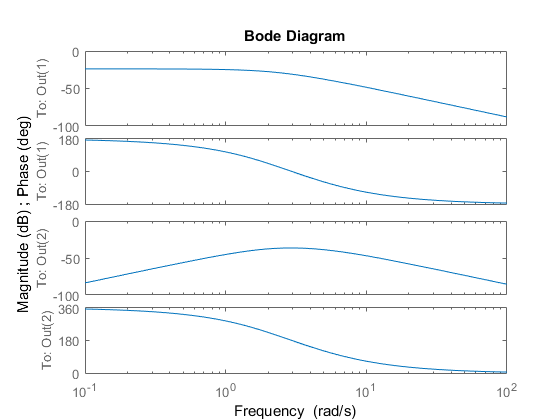 Bode Diagram
Magnitude (dB) ; Phase (deg)
To: Out(1)
0
-50
-100
To: Out(1)
180
0
-180
To: Out(2)
0
-50
-100
To: Out(2)
360
180
0
10^-1 10^0 10^1 10^2
Frequency (rad/s)